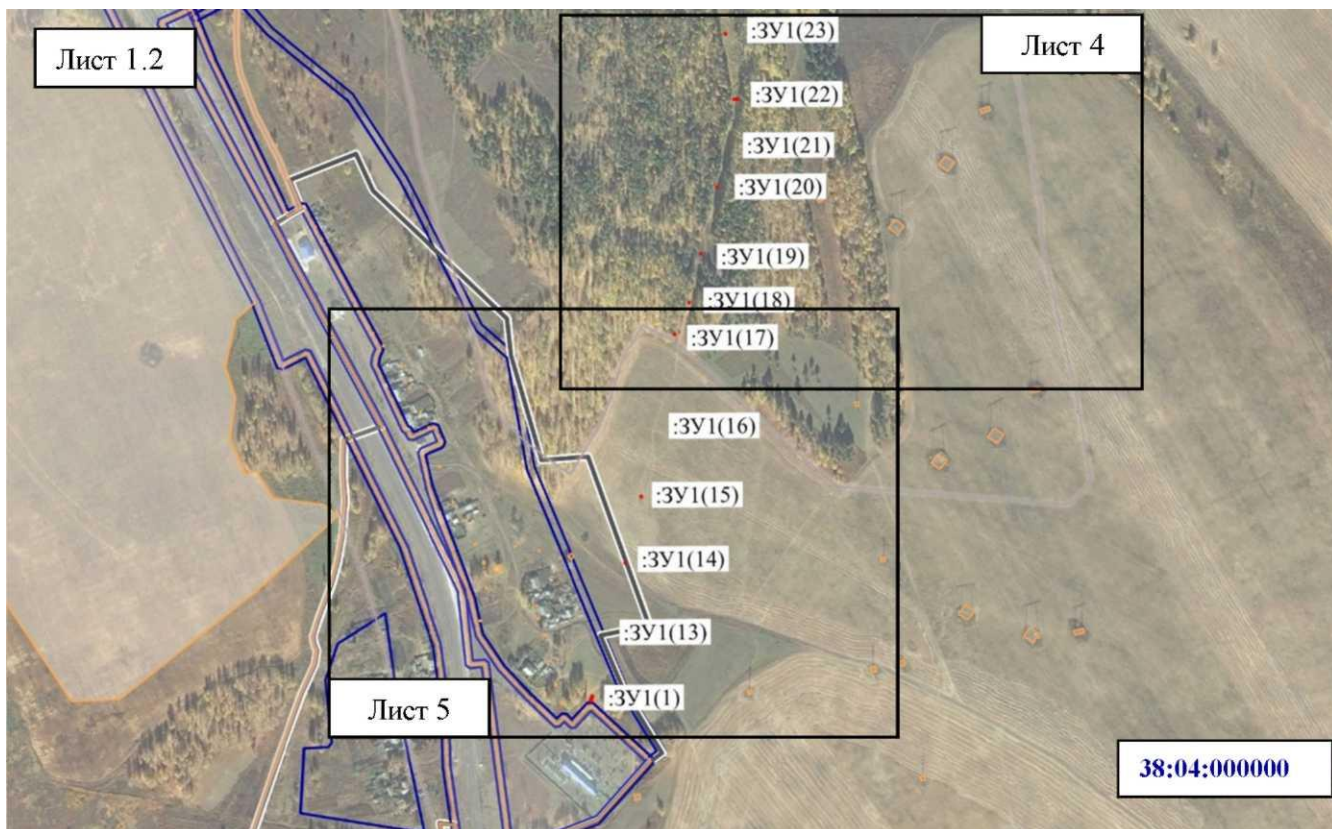 Лист 1.2
Лист 4
:ЗУ1(23)
:ЗУ1(22)
:ЗУ1(21)
:ЗУ1(20)
:ЗУ1(19)
:ЗУ1(18)
:ЗУ1(17)
:ЗУ1(16)
:ЗУ1(15)
:ЗУ1(14)
:ЗУ1(13)
:ЗУ1(1)
Лист 5
38:04:000000